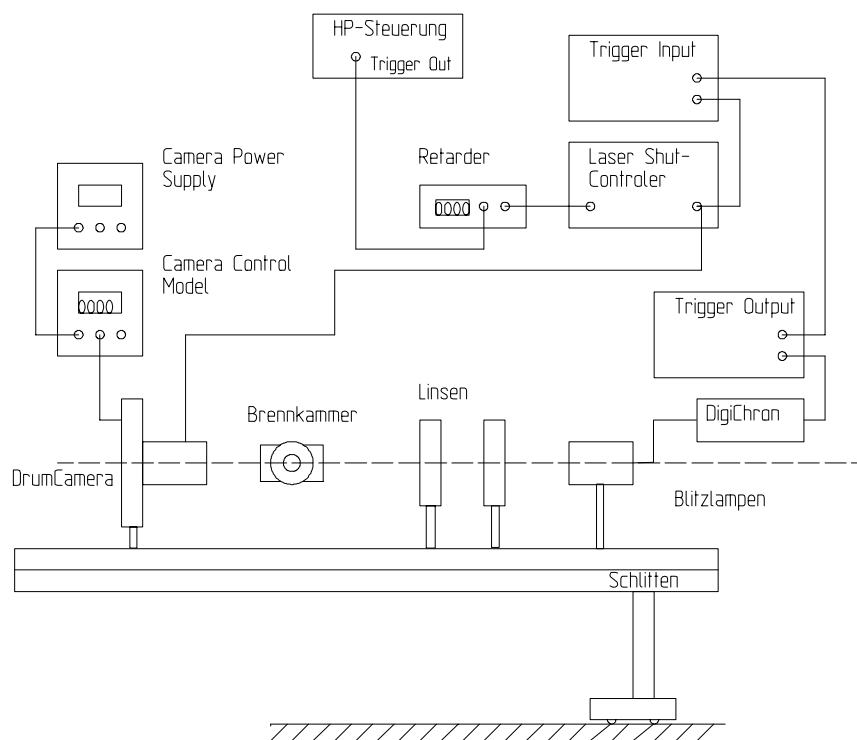 HP-Steuerung
Trigger Out
Trigger Input
Camera Power
Supply
Retarder
0000
Laser Shut-
Controler
Camera Control
Model
0000
Trigger Output
Linsen
Brennkammer
DigiChron
DrumCamera
Blitzlampen
Schlitten